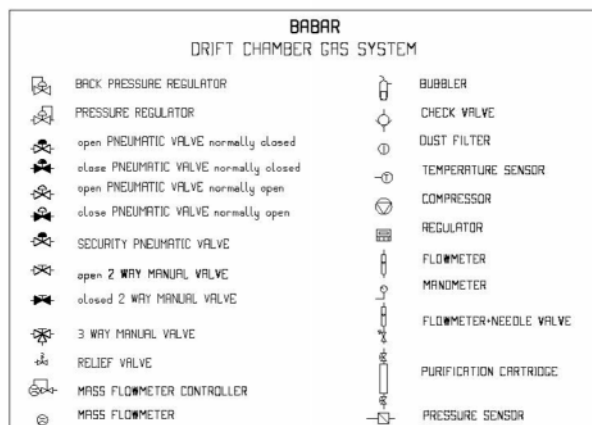 BABAR
DRIFT CHAMBER GAS SYSTEM
BACK PRESSURE REGULATOR
PRESSURE REGULATOR
open PNEUMATIC VALVE normally closed
close PNEUMATIC VALVE normally closed
open PNEUMATIC VALVE normally open
close PNEUMATIC VALVE normally open
SECURITY PNEUMATIC VALVE
open 2 WAY MANUAL VALVE
closed 2 WAY MANUAL VALVE
3 WAY MANUAL VALVE
RELIEF VALVE
MASS FLOWMETER CONTROLLER
MASS FLOWMETER
BUBBLER
CHECK VALVE
DUST FILTER
TEMPERATURE SENSOR
COMPRESSOR
REGULATOR
FLOWMETER
MANOMETER
FLOWMETER+NEEDLE VALVE
PURIFICATION CARTRIDGE
PRESSURE SENSOR